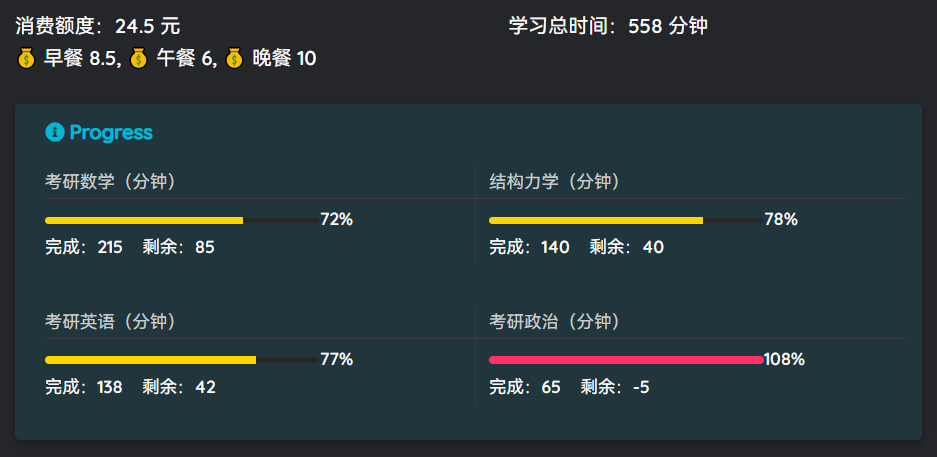 消费额度：24.5 元
学习总时间：558 分钟
💰 早餐 8.5, 💰 午餐 6, 💰 晚餐 10
Progress
考研数学（分钟）
72%
完成：215 剩余：85
结构力学（分钟）
78%
完成：140 剩余：40
考研英语（分钟）
77%
完成：138 剩余：42
考研政治（分钟）
108%
完成：65 剩余：-5